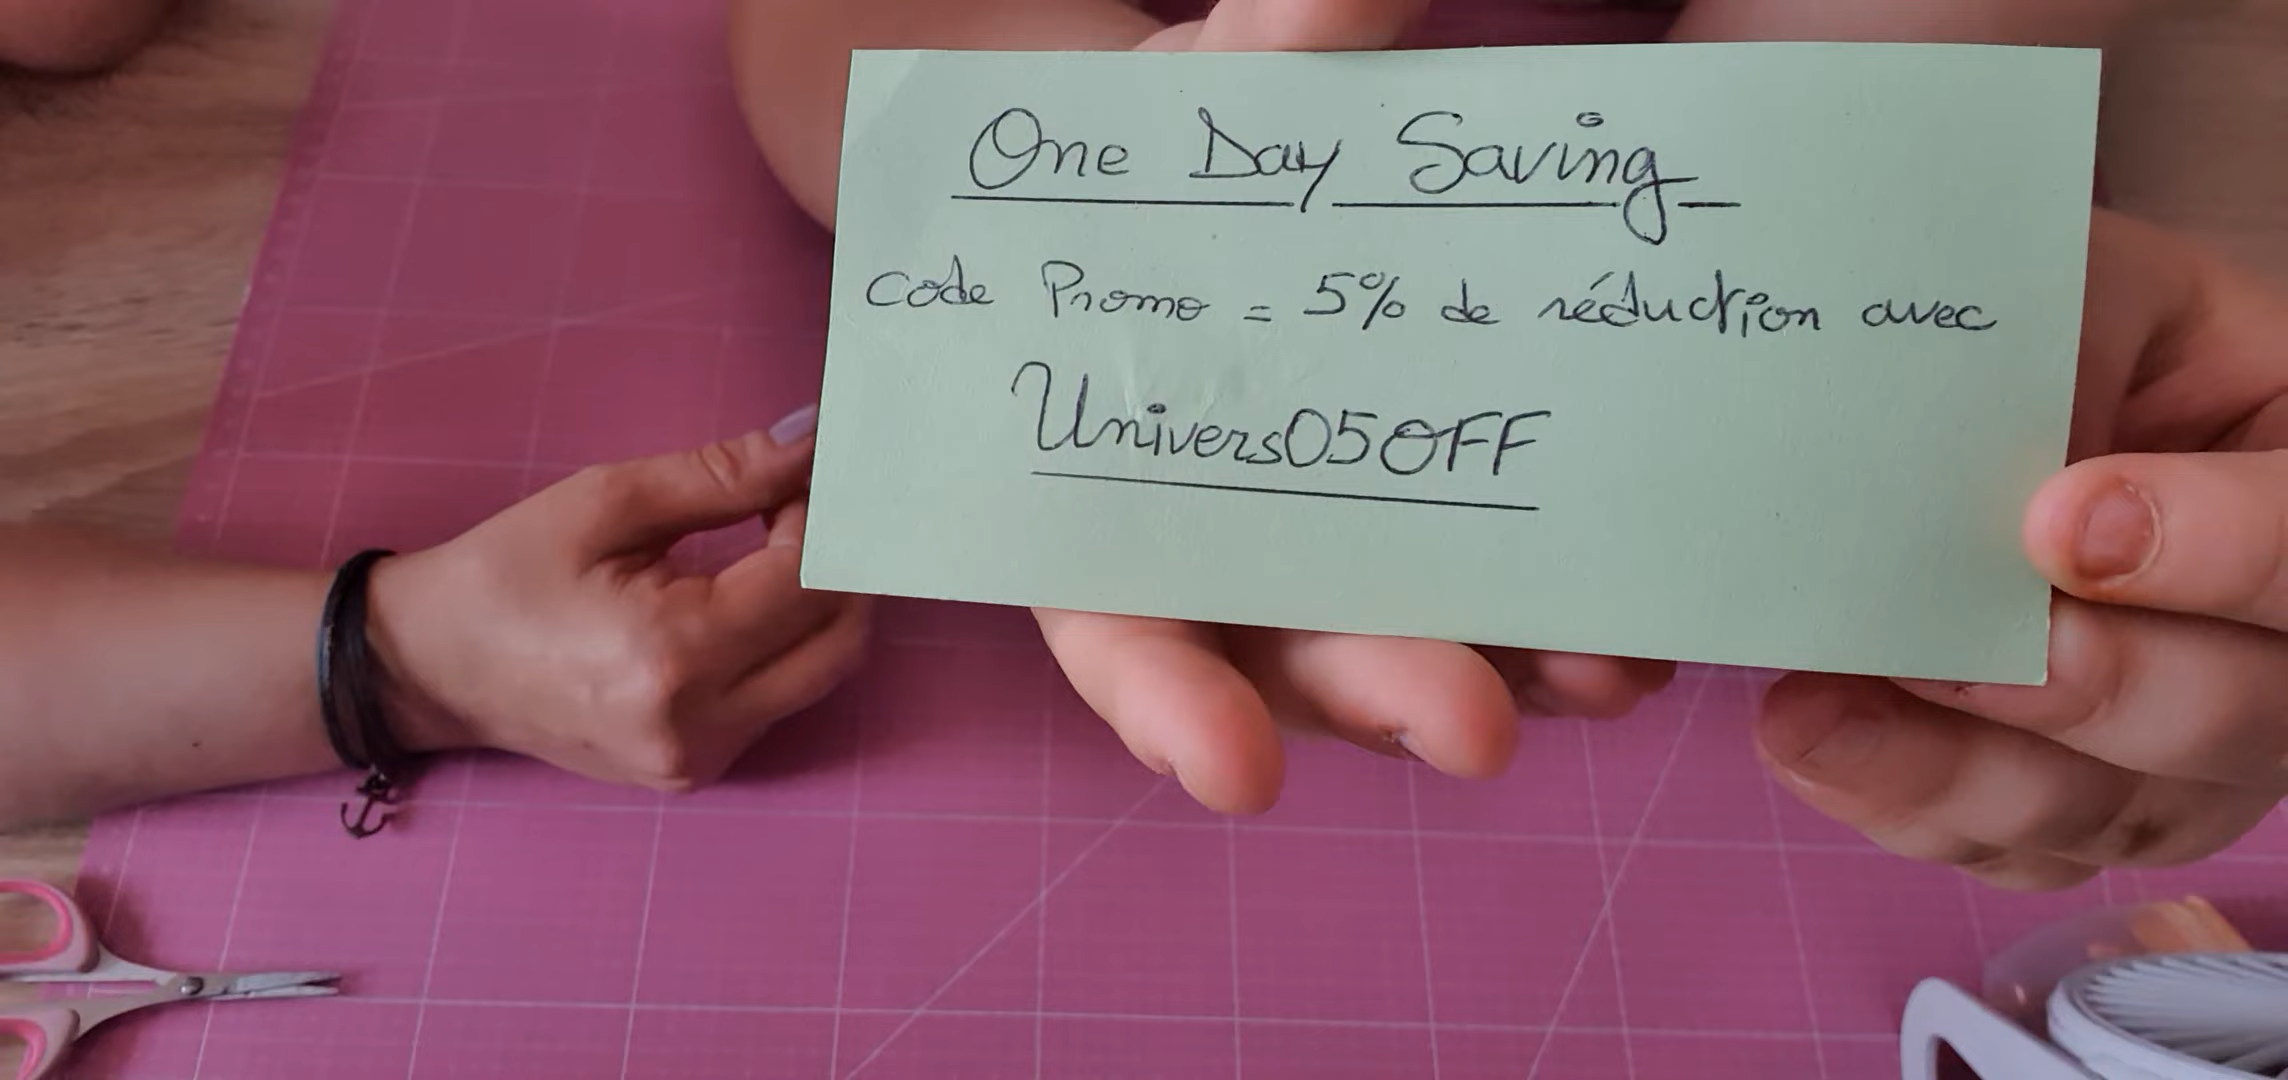 One Day Saving
Code Promo = 5% de réduction avec
Univers05OFF